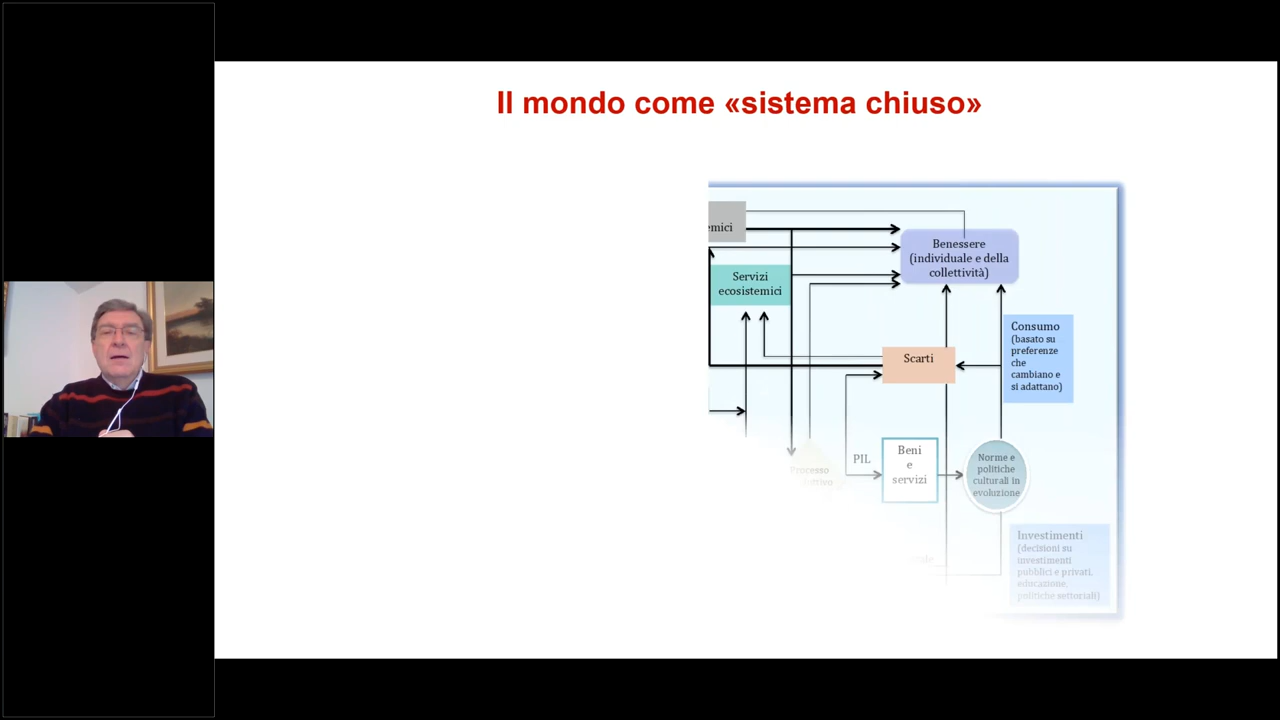 Il mondo come «sistema chiuso»
emici
Benessere
(individuale e della
collettività)
Servizi
ecosistemici
Consumo
(basato su
preferenze
che
cambiano e
si adattano)
Scarti
PIL
Beni
e
servizi
Norme e
politiche
culturali in
evoluzione
Processo
Investimenti
(decisioni su
investimenti
pubblici e privati,
educazione,
politiche settoriali)